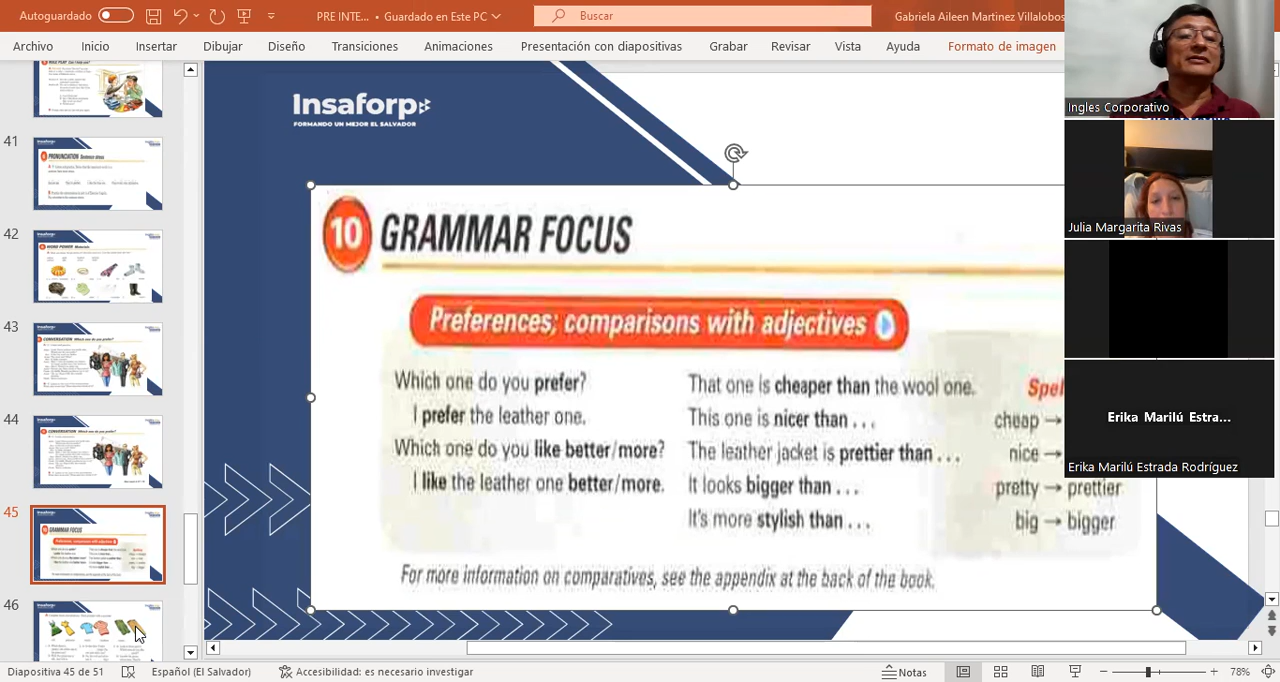 Autoguardado
PRE INTE... • Guardado en Este PC
Buscar
Gabriela Aileen Martinez Villalobos
Archivo Inicio Insertar Dibujar Diseño Transiciones Animaciones Presentación con diapositivas Grabar Revisar Vista Ayuda Formato de imagen
Ingles Corporativo
Julia Margarita Rivas
Erika Marilú Estra...
Erika Marilú Estrada Rodríguez
41
42
43
44
45
46
Insaforp
FORMANDO UN MEJOR EL SALVADOR
10 GRAMMAR FOCUS
Preferences; comparisons with adjectives
Which one do you prefer?
I prefer the leather one.
Which one do you like better/more?
I like the leather one better/more.
That one is cheaper than the wool one.
This one is nicer than . . .
The leather jacket is prettier than . . .
It looks bigger than . . .
It's more stylish than . . .
Spel
cheap →
nice →
pretty → prettier
big → bigger
For more information on comparatives, see the appendix at the back of the book.
Diapositiva 45 de 51
Español (El Salvador)
Accesibilidad: es necesario investigar
Notas
78%